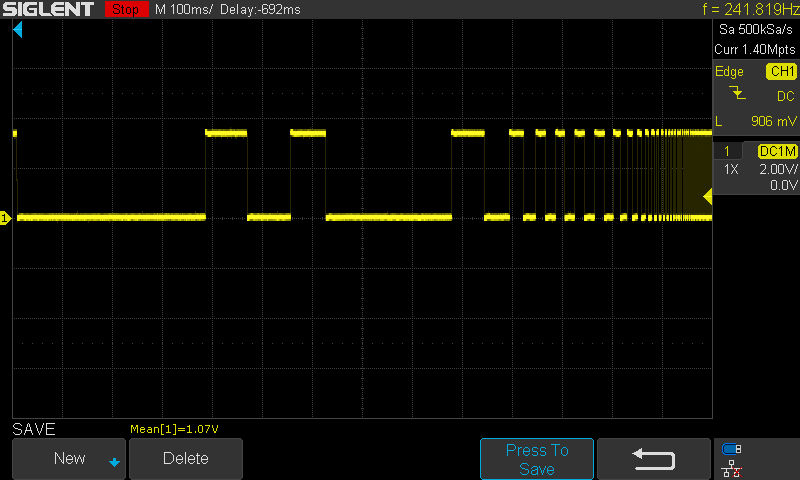 SIGLENT Stop M 100ms/ Delay:-692ms f = 241.819Hz
Sa 500kSa/s
Curr 1.40Mpts
Edge CH1
DC
L 906 mV
1 DC1M
1X 2.00V/
0.0V
1
SAVE Mean[1]=1.07V
New Delete Press To Save